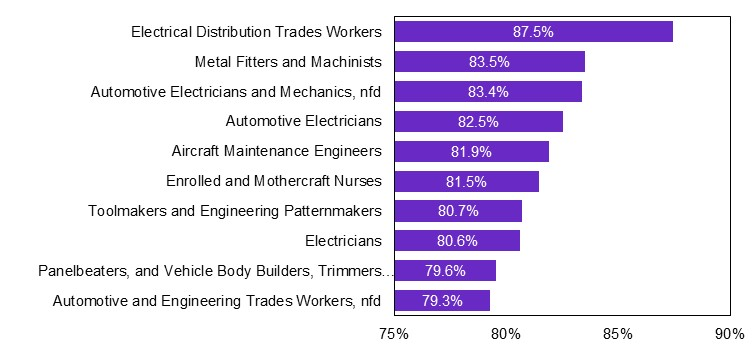 Electrical Distribution Trades Workers 87.5%
Metal Fitters and Machinists 83.5%
Automotive Electricians and Mechanics, nfd 83.4%
Automotive Electricians 82.5%
Aircraft Maintenance Engineers 81.9%
Enrolled and Mothercraft Nurses 81.5%
Toolmakers and Engineering Patternmakers 80.7%
Electricians 80.6%
Panelbeaters, and Vehicle Body Builders, Trimmers... 79.6%
Automotive and Engineering Trades Workers, nfd 79.3%
75% 80% 85% 90%